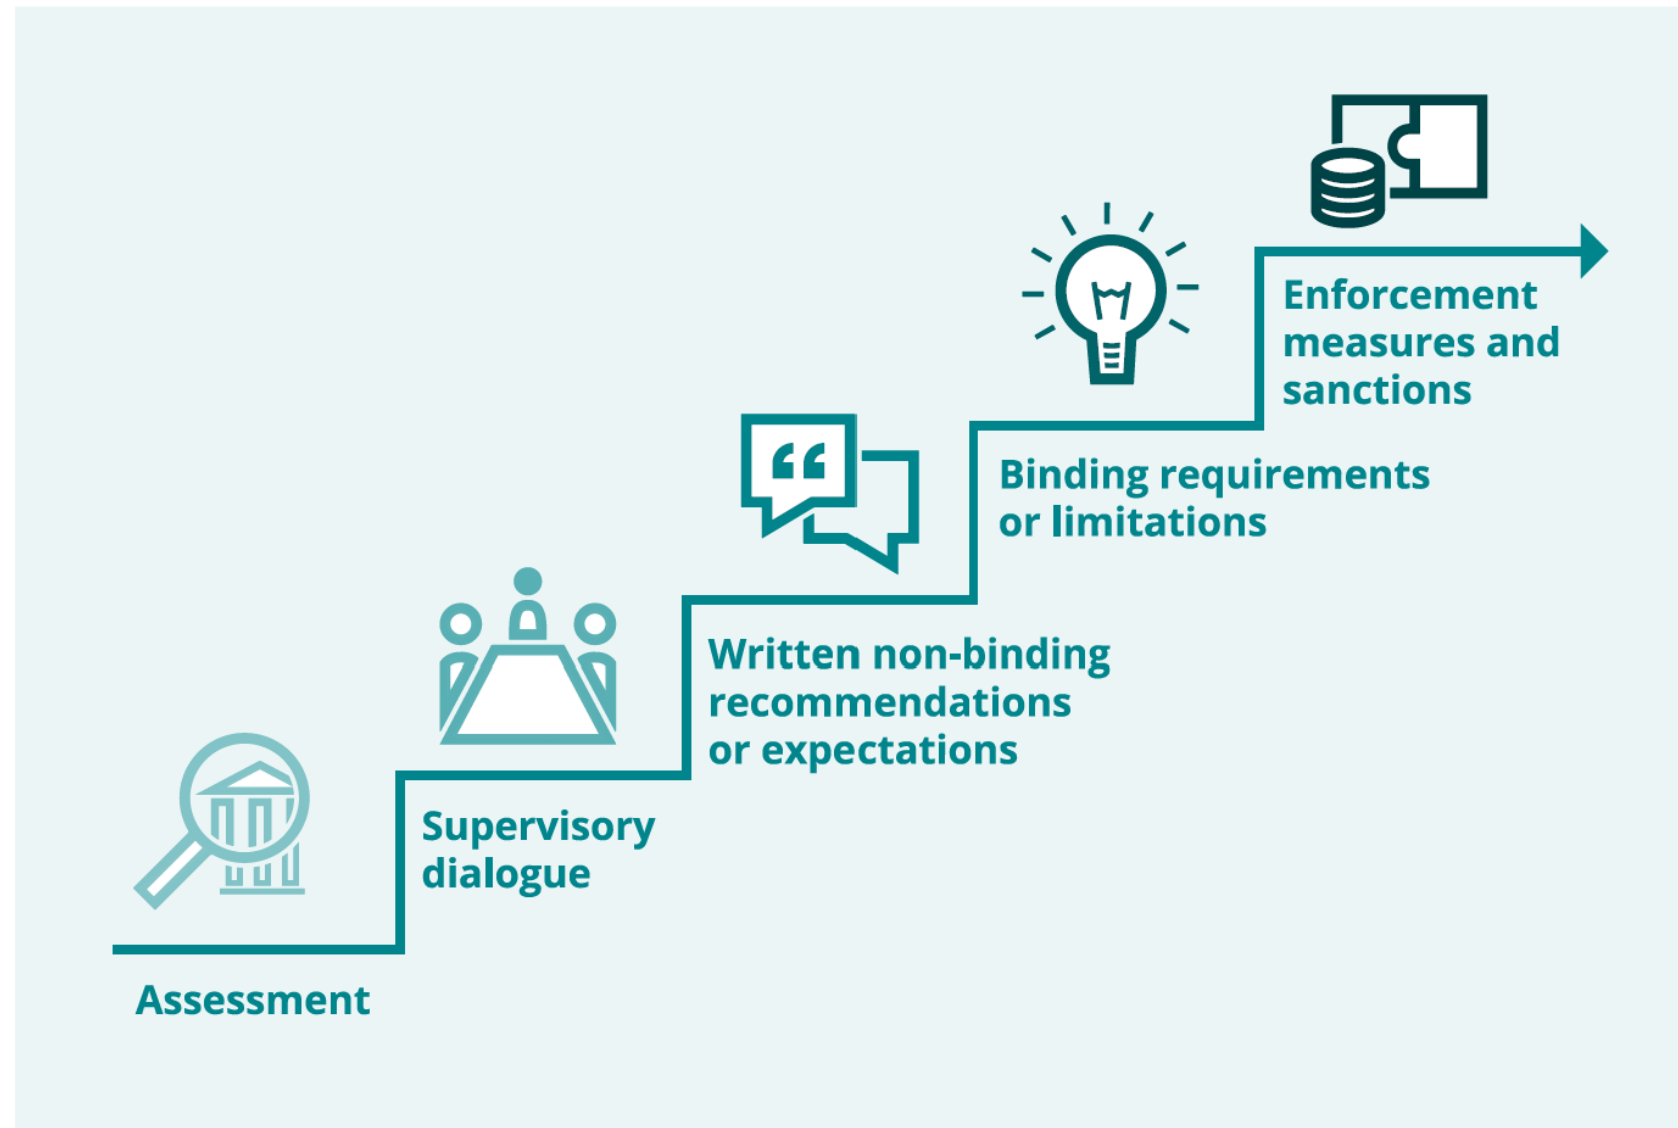 Assessment
Supervisory
dialogue
Written non-binding
recommendations
or expectations
Binding requirements
or limitations
Enforcement
measures and
sanctions